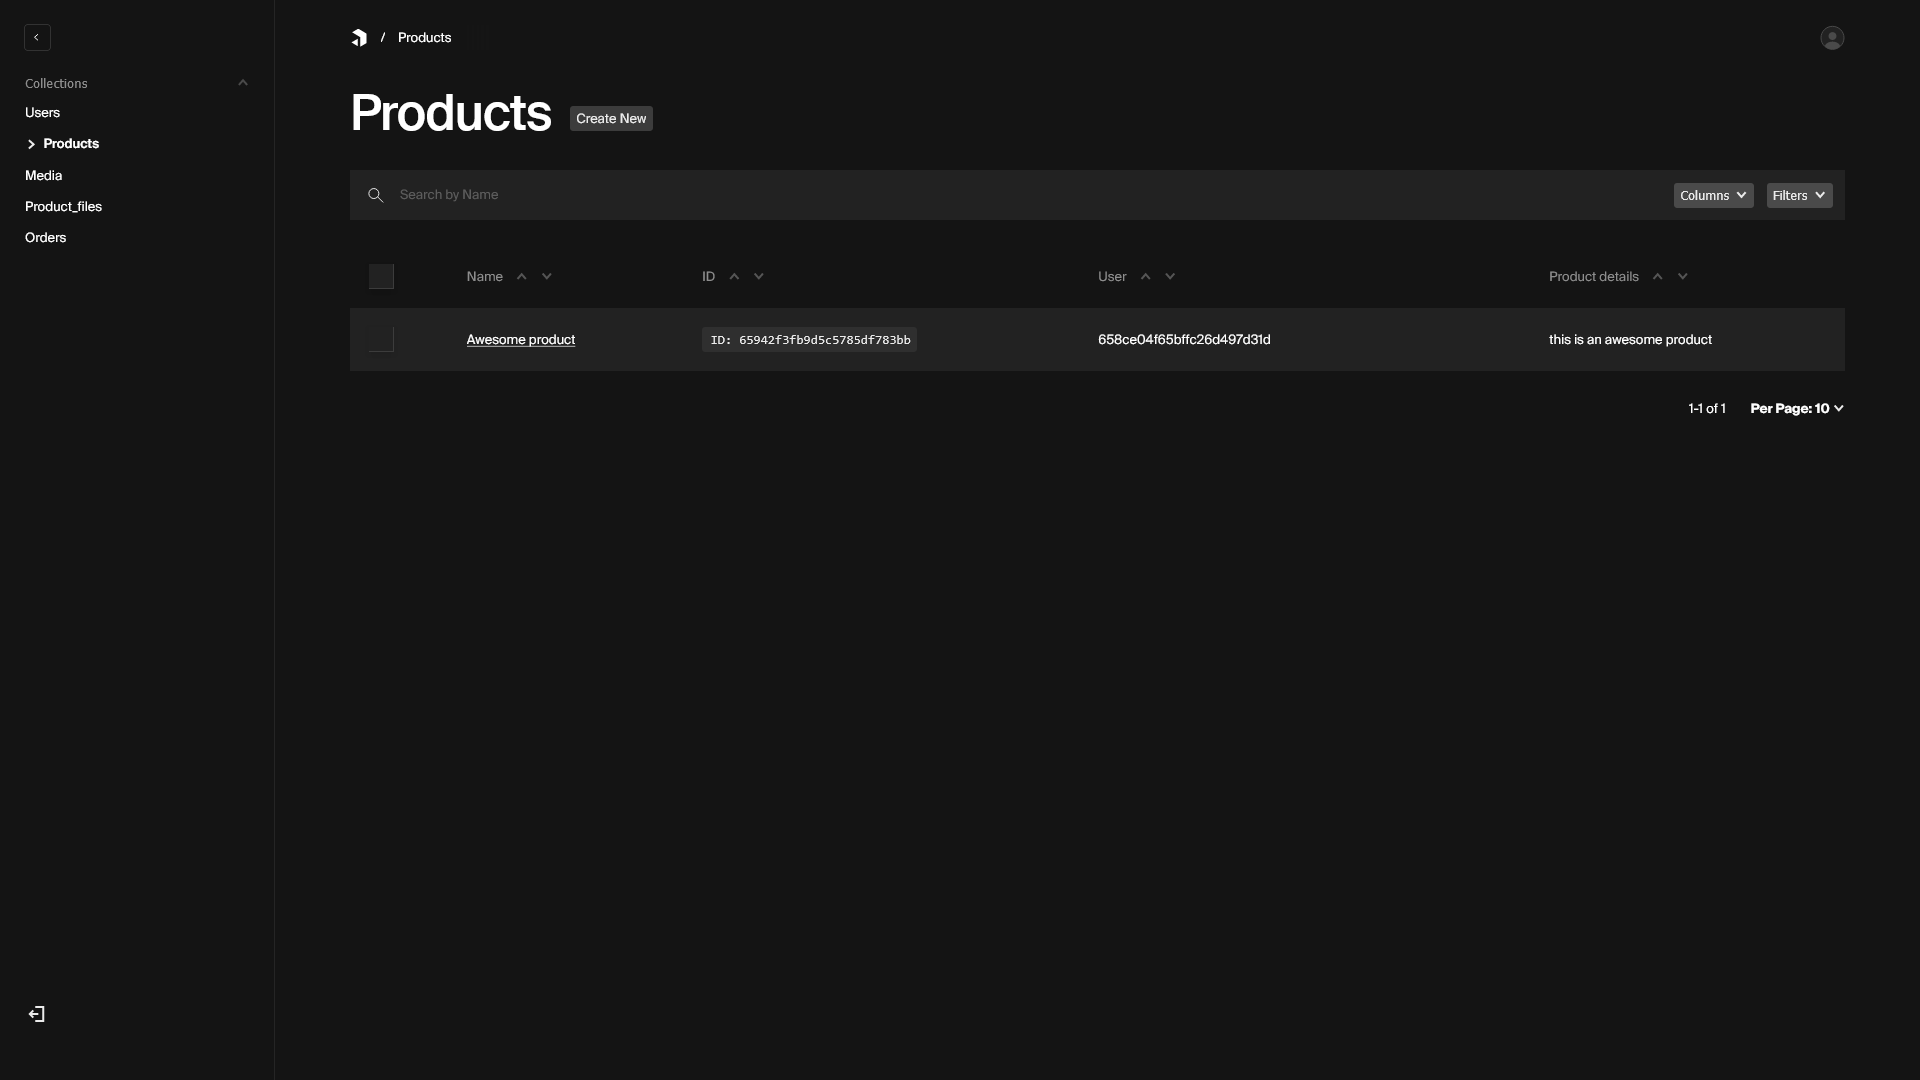 / Products
Collections
Users
Products
Media
Product_files
Orders
Products Create New
Search by Name Columns Filters
Name ID User Product details
Awesome product ID: 65942f3fb9d5c5785df783bb 658ce04f65bffc26d497d31d this is an awesome product
1-1 of 1 Per Page: 10